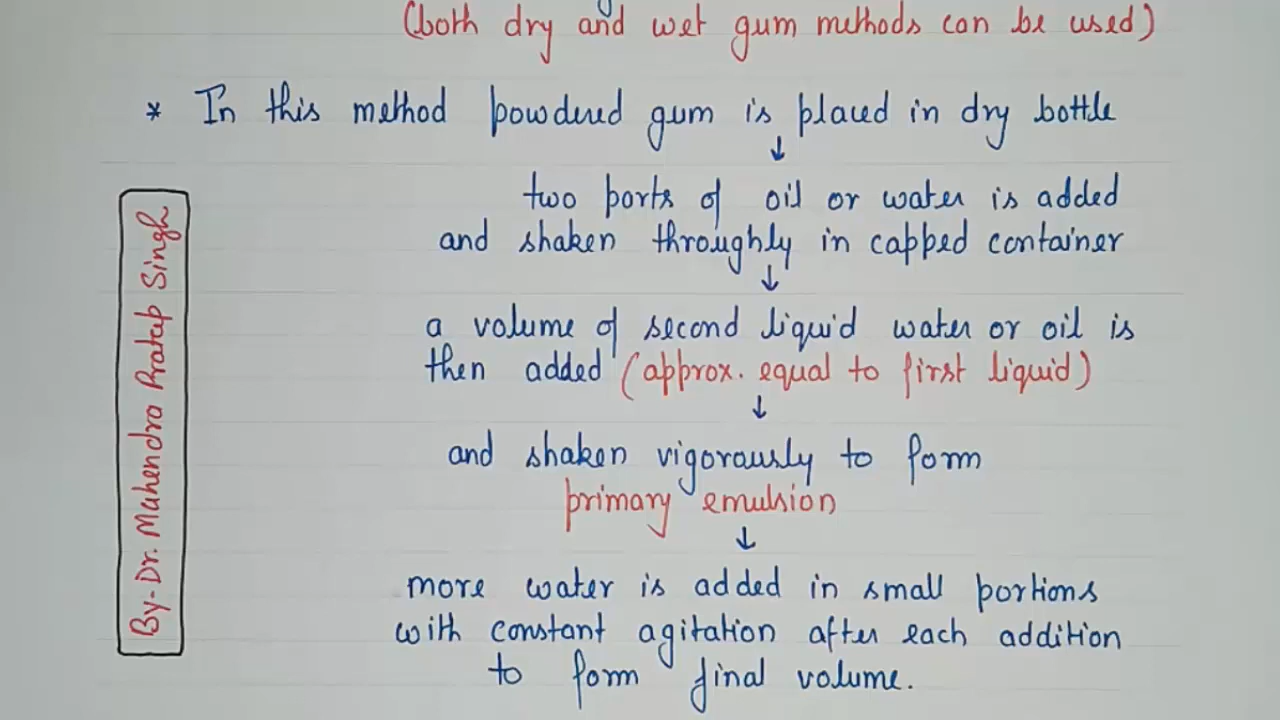 (both dry and wet gum methods can be used)
* In this method powdered gum is placed in dry bottle
↓
two parts of oil or water is added
and shaken throughly in capped container
↓
a volume of second liquid water or oil is
then added (approx. equal to first liquid)
↓
and shaken vigorously to form
primary emulsion
↓
more water is added in small portions
with constant agitation after each addition
to form final volume.
By- Dr. Mahendra Pratap Singh